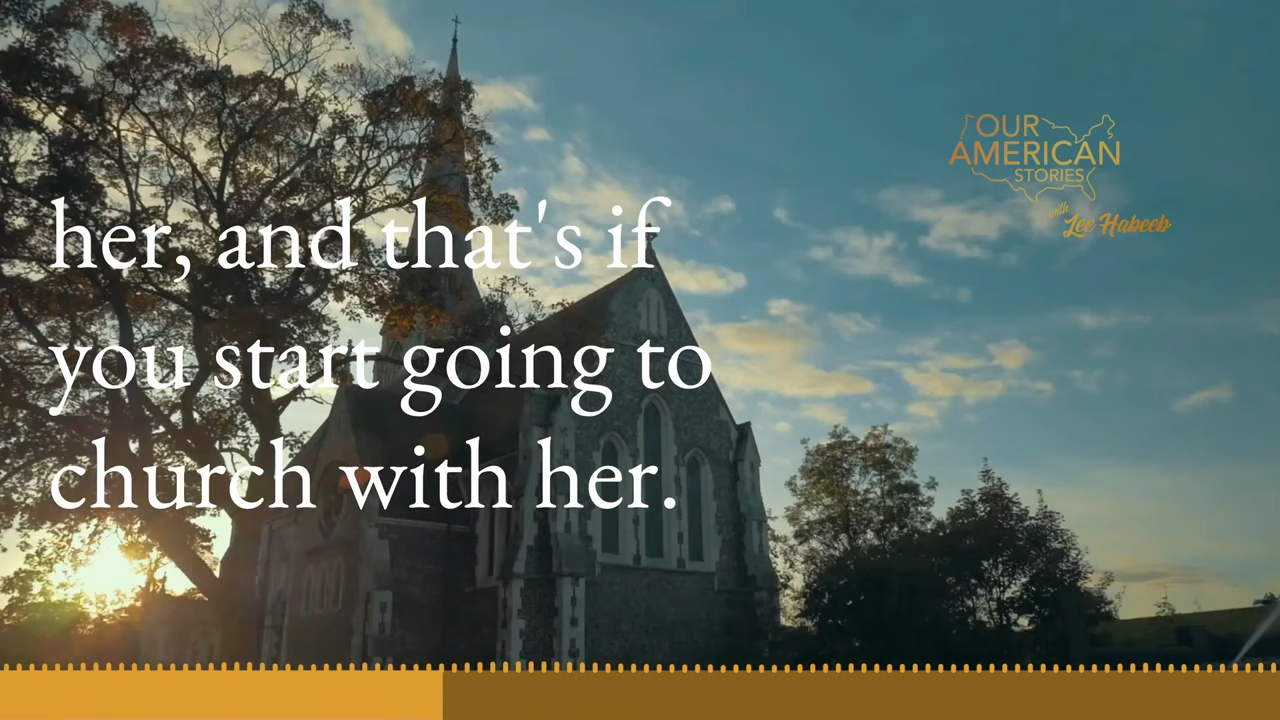 OUR
AMERICAN
STORIES
with
Lee Habeeb
her, and that's if
you start going to
church with her.